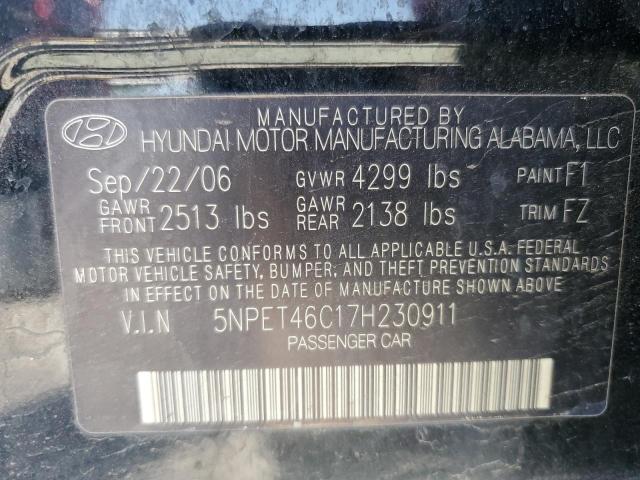 MANUFACTURED BY
HYUNDAI MOTOR MANUFACTURING ALABAMA, LLC
Sep/22/06 GVWR 4299 lbs PAINT F1
GAWR FRONT 2513 lbs GAWR REAR 2138 lbs TRIM FZ
THIS VEHICLE CONFORMS TO ALL APPLICABLE U.S.A. FEDERAL
MOTOR VEHICLE SAFETY, BUMPER, AND THEFT PREVENTION STANDARDS
IN EFFECT ON THE DATE OF MANUFACTURE SHOWN ABOVE.
V.I.N 5NPET46C17H230911
PASSENGER CAR